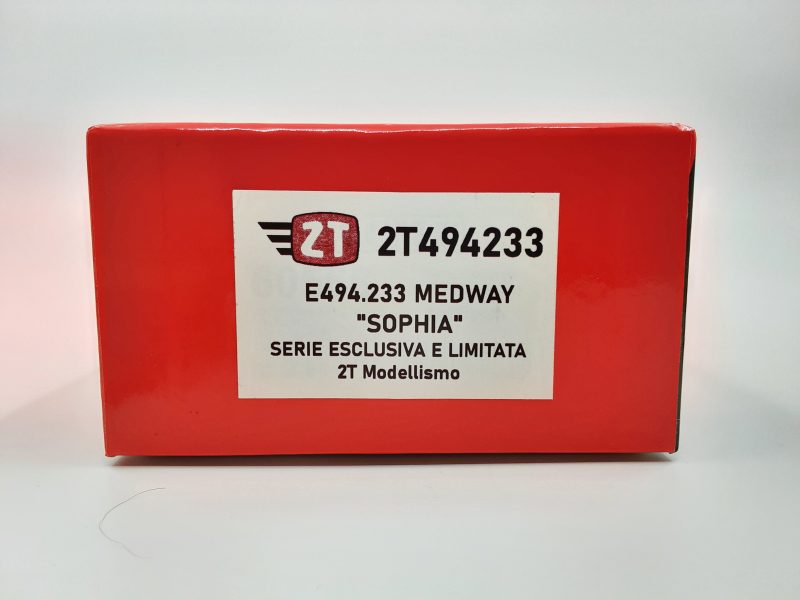 2T 2T494233
E494.233 MEDWAY
"SOPHIA"
SERIE ESCLUSIVA E LIMITATA
2T Modellismo